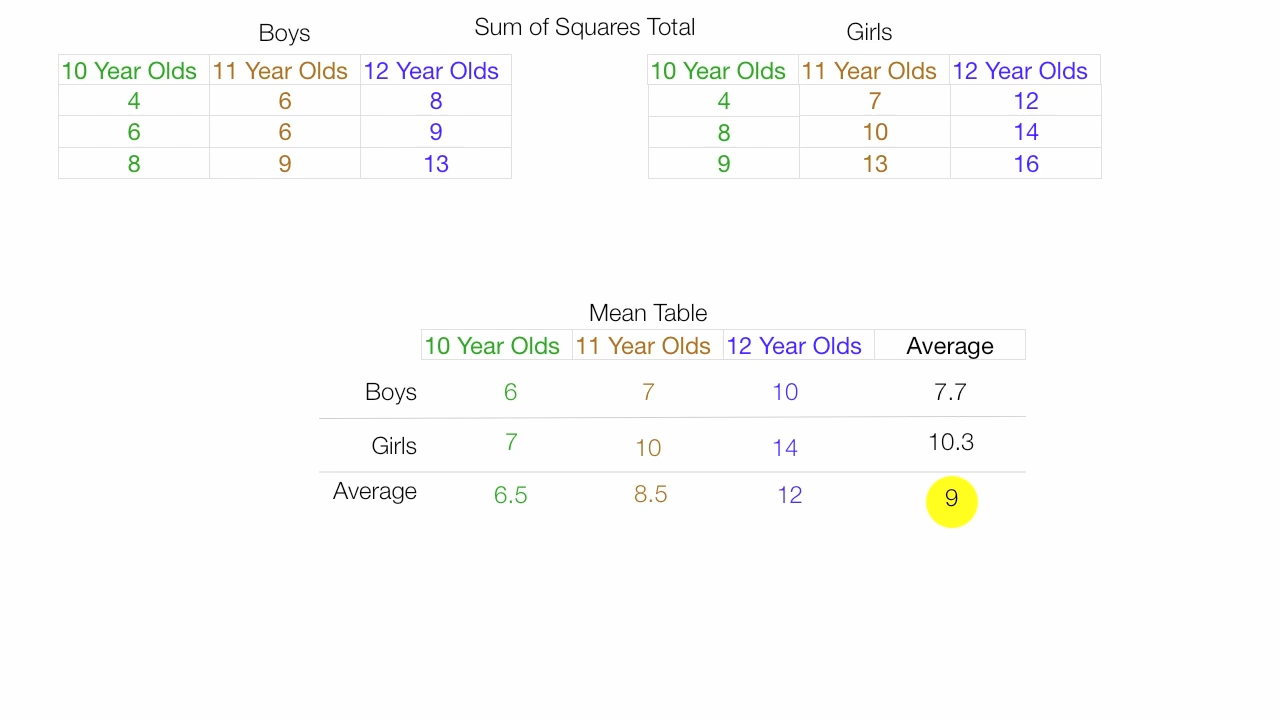 Sum of Squares Total
Boys
10 Year Olds 11 Year Olds 12 Year Olds
4 6 8
6 6 9
8 9 13
Girls
10 Year Olds 11 Year Olds 12 Year Olds
4 7 12
8 10 14
9 13 16
Mean Table
10 Year Olds 11 Year Olds 12 Year Olds Average
Boys 6 7 10 7.7
Girls 7 10 14 10.3
Average 6.5 8.5 12 9